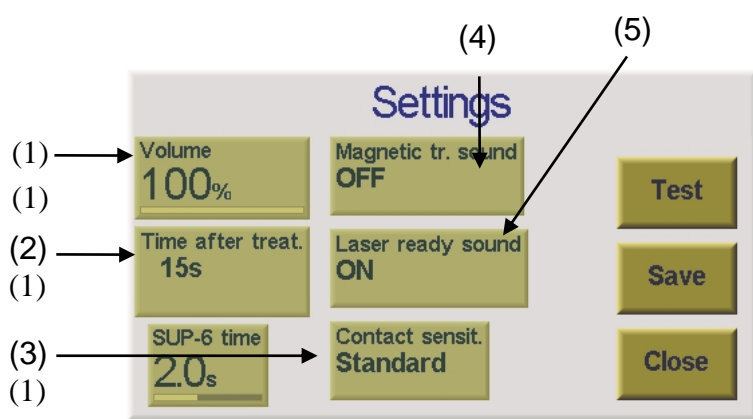 (4)
(5)
Settings
(1)
(1)
Volume
100%
Magnetic tr. sound
OFF
Test
(2)
(1)
Time after treat.
15s
Laser ready sound
ON
Save
(3)
(1)
SUP-6 time
2.0s
Contact sensit.
Standard
Close